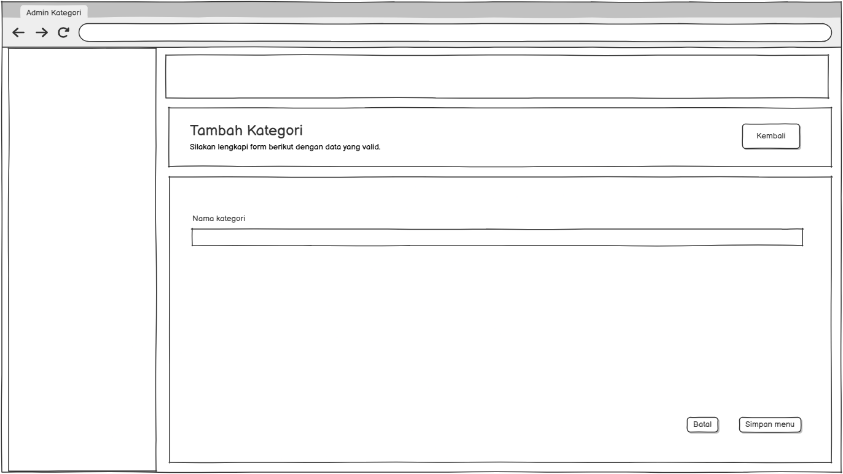 Admin Kategori
Tambah Kategori
Silakan lengkapi form berikut dengan data yang valid.
Kembali
Nama kategori
Batal
Simpan menu